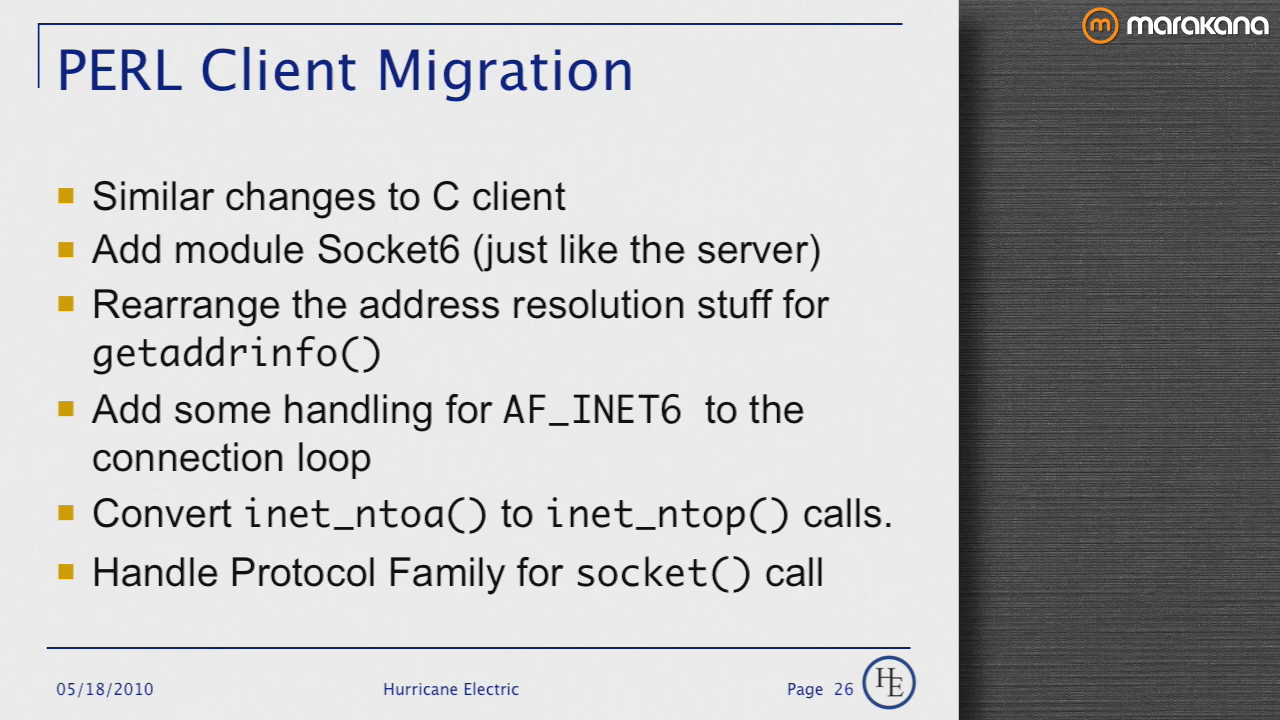 marakana
PERL Client Migration
Similar changes to C client
Add module Socket6 (just like the server)
Rearrange the address resolution stuff for
getaddrinfo()
Add some handling for AF_INET6 to the
connection loop
Convert inet_ntoa() to inet_ntop() calls.
Handle Protocol Family for socket() call
05/18/2010
Hurricane Electric
Page 26
HE